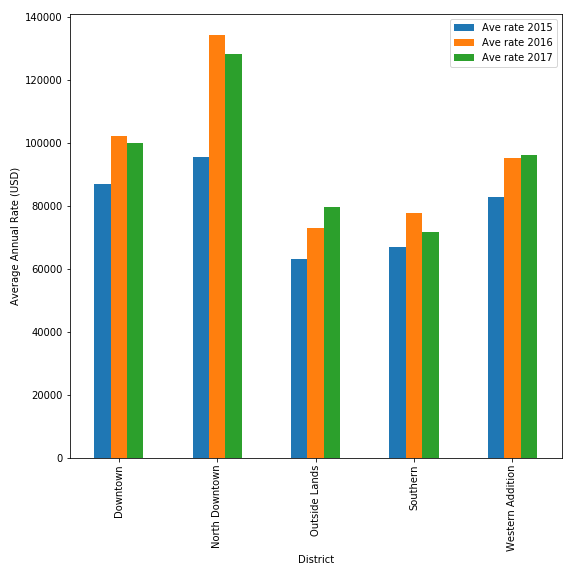 Ave rate 2015
Ave rate 2016
Ave rate 2017
140000
120000
100000
80000
60000
40000
20000
0
Average Annual Rate (USD)
Downtown
North Downtown
Outside Lands
Southern
Western Addition
District